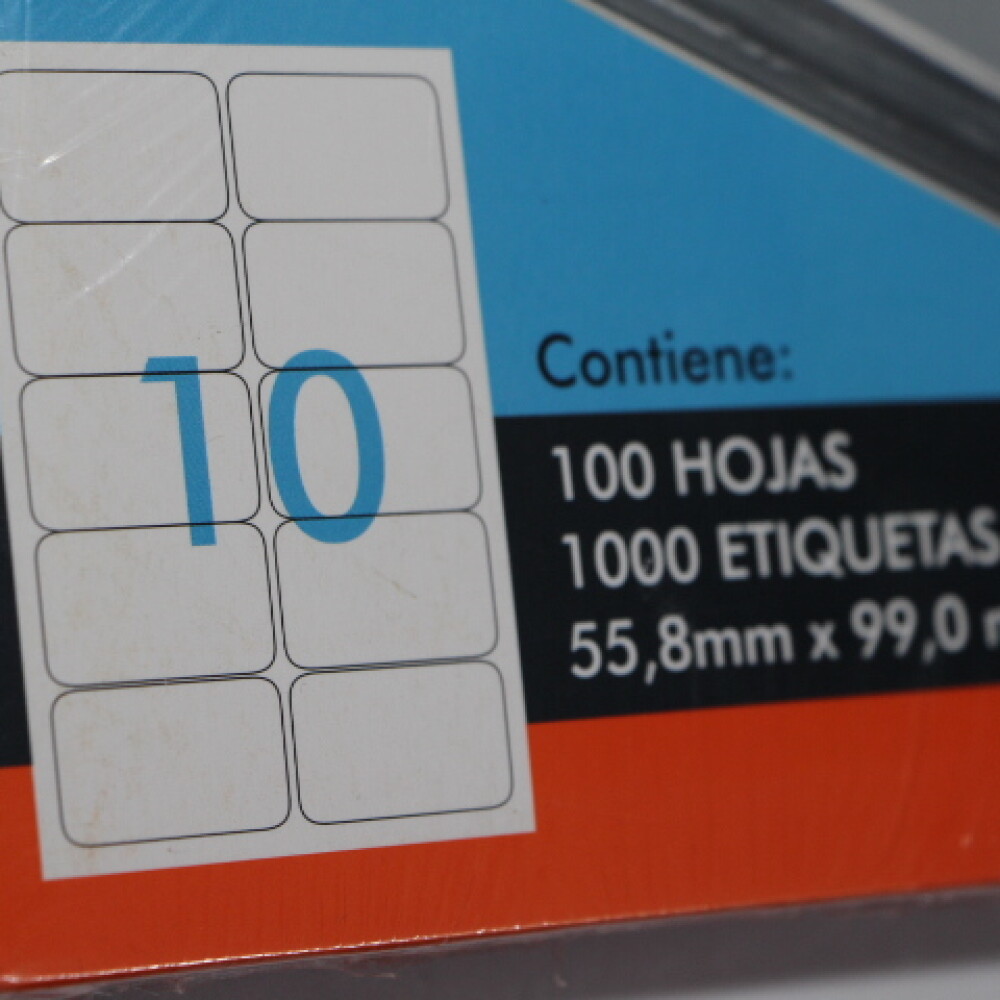 10
Contiene:
100 HOJAS
1000 ETIQUETAS
55,8mm x 99,0